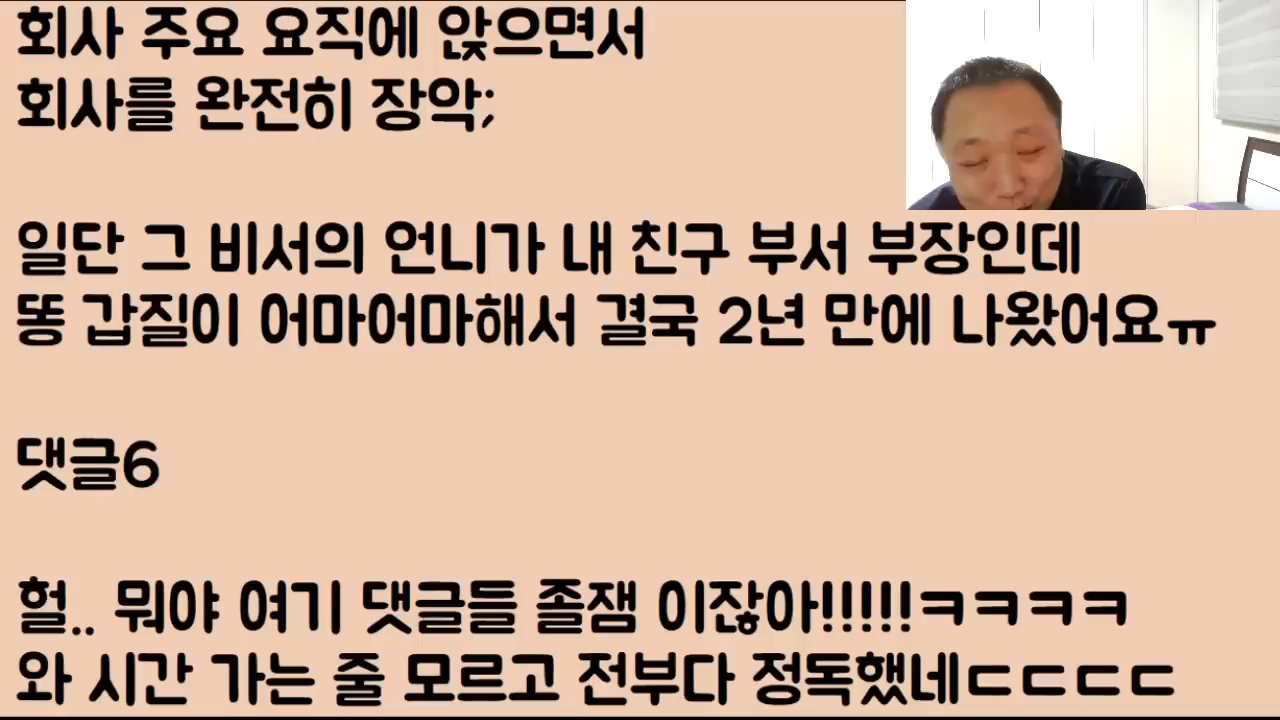 회사 주요 요직에 앉으면서
회사를 완전히 장악;
일단 그 비서의 언니가 내 친구 부서 부장인데
똥 갑질이 어마어마해서 결국 2년 만에 나왔어요ㅠ
댓글6
헐.. 뭐야 여기 댓글들 졸잼 이잖아!!!!!ㅋㅋㅋㅋ
와 시간 가는 줄 모르고 전부다 정독했네ㄷㄷㄷㄷ